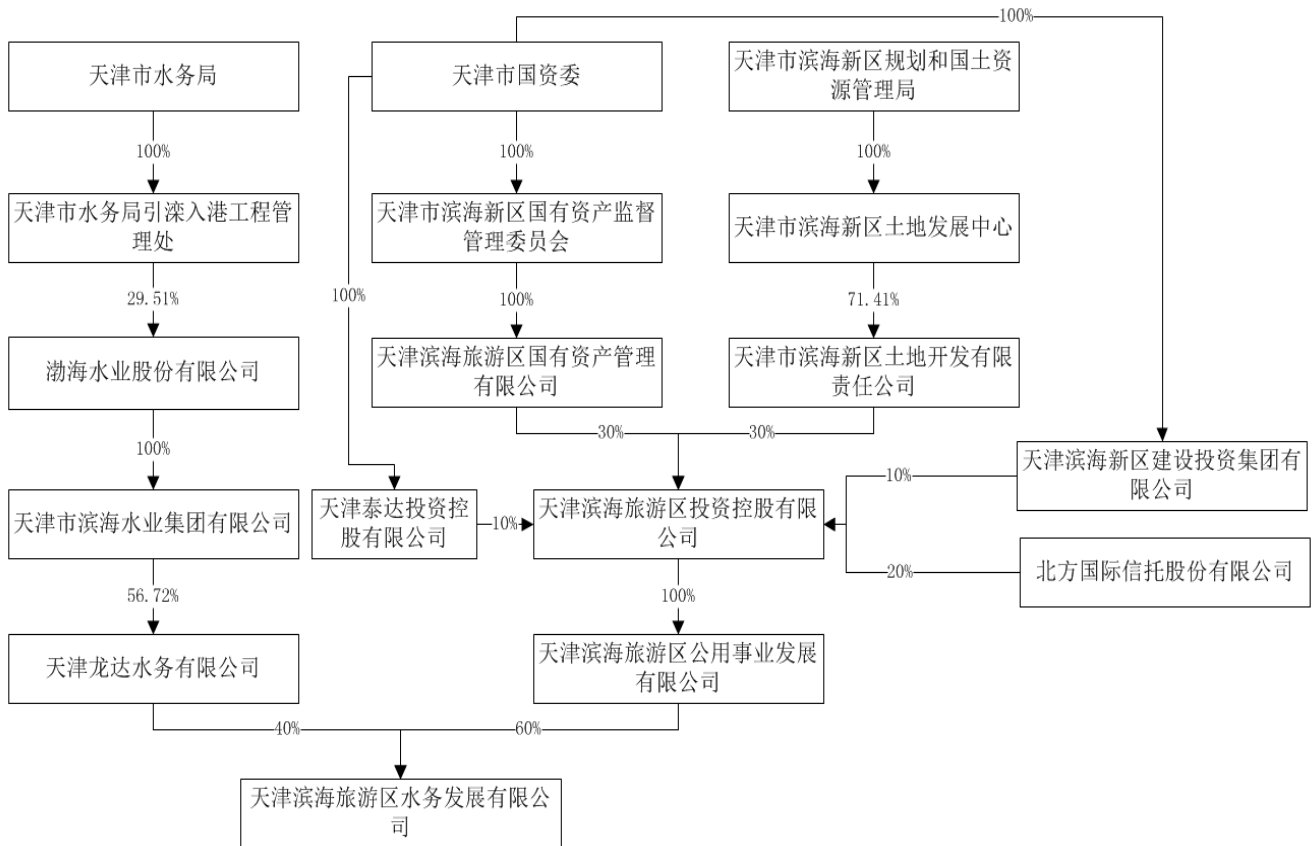 100%
天津市水务局
天津市国资委
天津市滨海新区规划和国土资
源管理局
100%
100%
100%
天津市水务局引滦入港工程管
理处
天津市滨海新区国有资产监督
管理委员会
天津市滨海新区土地发展中心
29.51%
100%
100%
71.41%
渤海水业股份有限公司
天津滨海旅游区国有资产管理
有限公司
天津市滨海新区土地开发有限
责任公司
100%
30%
30%
天津滨海新区建设投资集团有
限公司
10%
天津市滨海水业集团有限公司
天津泰达投资控
股有限公司
10%
天津滨海旅游区投资控股有限
公司
20%
北方国际信托股份有限公司
56.72%
100%
天津龙达水务有限公司
天津滨海旅游区公用事业发展
有限公司
40%
60%
天津滨海旅游区水务发展有限公
司